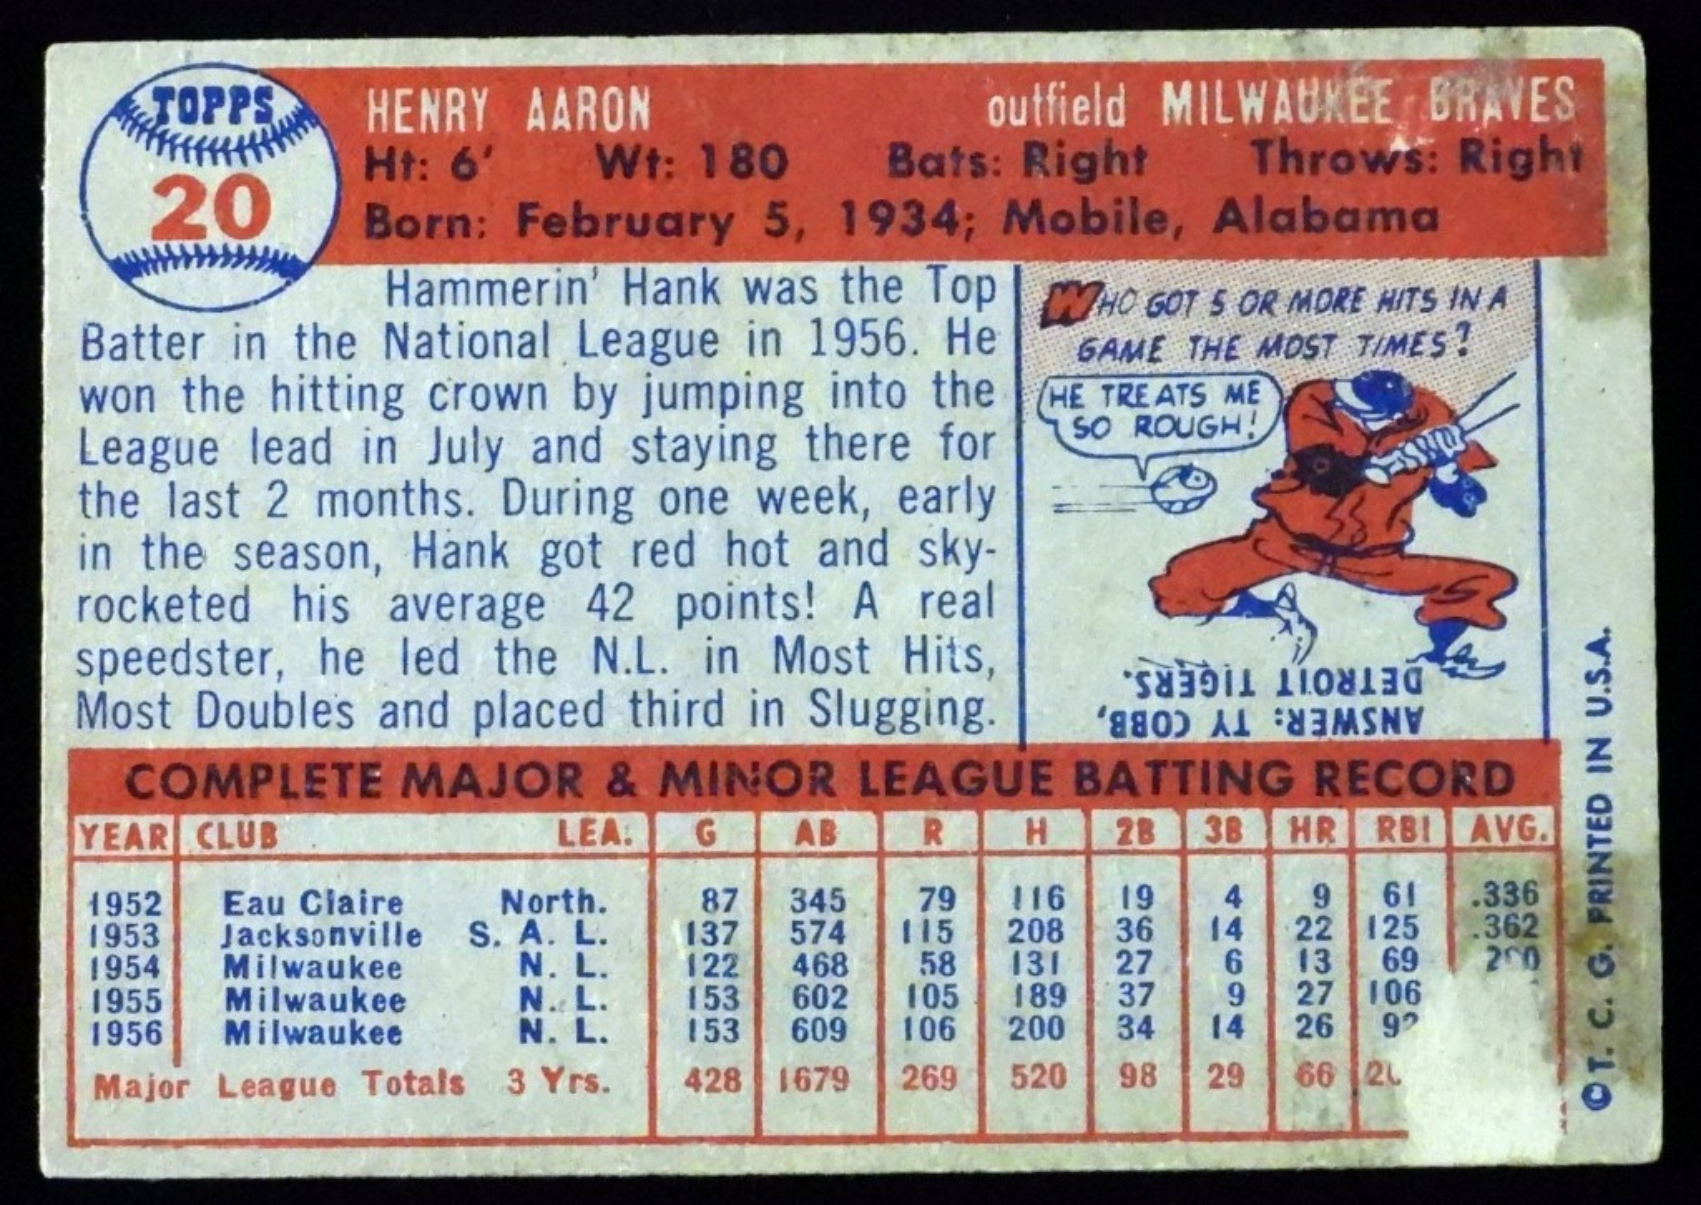 TOPPS
20
HENRY AARON outfield MILWAUKEE BRAVES
Ht: 6' Wt: 180 Bats: Right Throws: Right
Born: February 5, 1934; Mobile, Alabama
Hammerin' Hank was the Top
Batter in the National League in 1956. He
won the hitting crown by jumping into the
League lead in July and staying there for
the last 2 months. During one week, early
in the season, Hank got red hot and sky-
rocketed his average 42 points! A real
speedster, he led the N.L. in Most Hits,
Most Doubles and placed third in Slugging.
WHO GOT 5 OR MORE HITS IN A
GAME THE MOST TIMES?
HE TREATS ME
SO ROUGH!
ANSWER: TY COBB,
DETROIT TIGERS.
COMPLETE MAJOR & MINOR LEAGUE BATTING RECORD
YEAR CLUB LEA. G AB R H 2B 3B HR RBI AVG.
1952 Eau Claire North. 87 345 79 116 19 4 9 61 .336
1953 Jacksonville S. A. L. 137 574 115 208 36 14 22 125 .362
1954 Milwaukee N. L. 122 468 58 131 27 6 13 69
1955 Milwaukee N. L. 153 602 105 189 37 9 27 106
1956 Milwaukee N. L. 153 609 106 200 34 14 26
Major League Totals 3 Yrs. 428 1679 269 520 98 29 66
©T. C. G. PRINTED IN U.S.A.